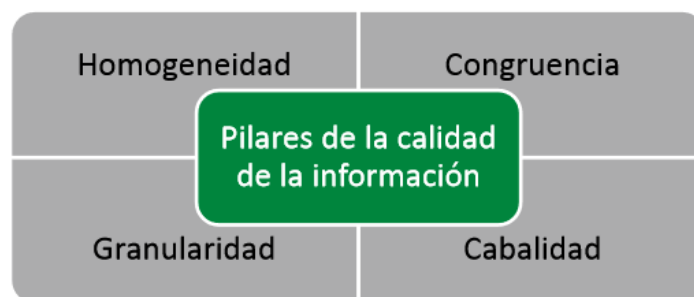 Homogeneidad
Congruencia
Pilares de la calidad
de la información
Granularidad
Cabalidad